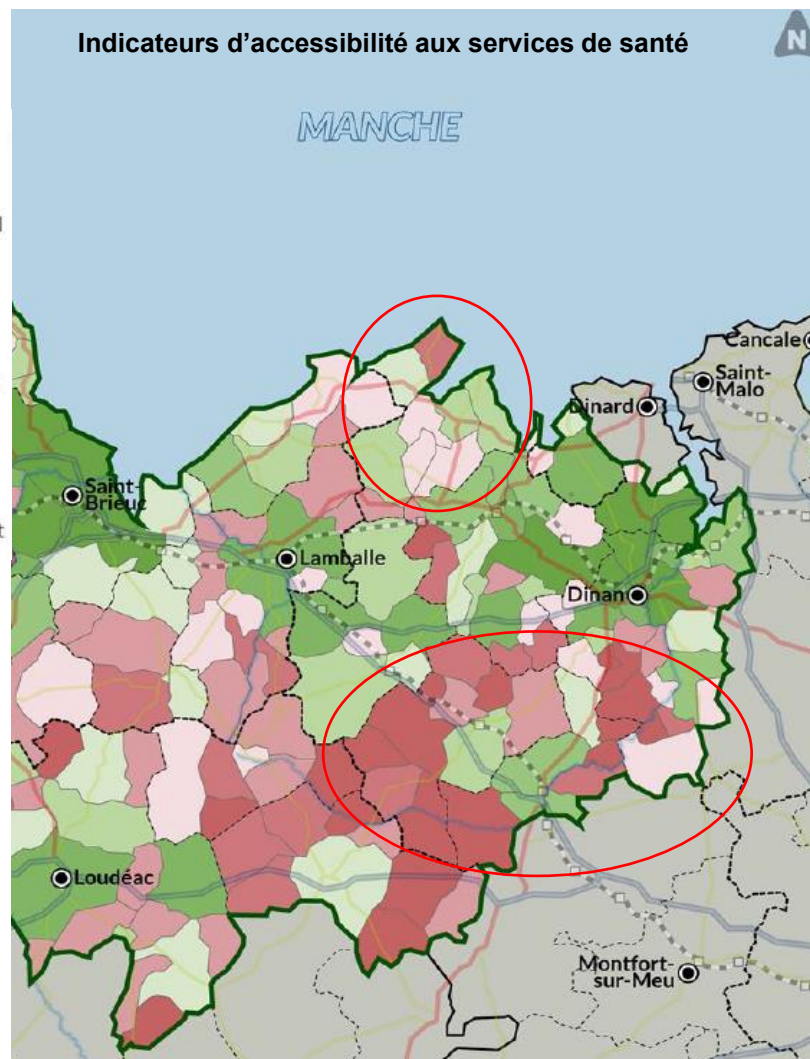 Indicateurs d'accessibilité aux services de santé
N
MANCHE
Cancale
Saint-
Malo
Dinard
Saint-
Brieuc
Lamballe
Dinan
Loudéac
Montfort-
sur-Meu